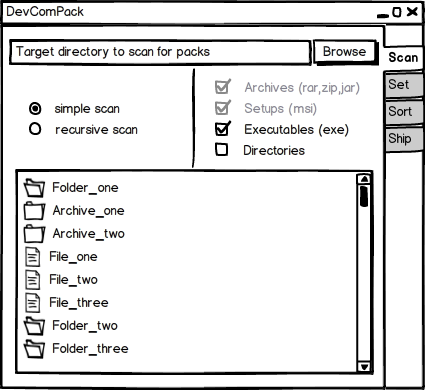 DevComPack
Target directory to scan for packs
Browse
Scan
Set
Sort
Ship
simple scan
recursive scan
Archives (rar,zip,jar)
Setups (msi)
Executables (exe)
Directories
Folder_one
Archive_one
Archive_two
File_one
File_two
File_three
Folder_two
Folder_three